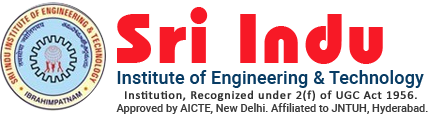 SRI INDU INSTITUTE OF ENGINEERING & TECHNOLOGY
IBRAHIMPATNAM
Sri Indu
Institute of Engineering & Technology
Institution, Recognized under 2(f) of UGC Act 1956.
Approved by AICTE, New Delhi. Affiliated to JNTUH, Hyderabad.